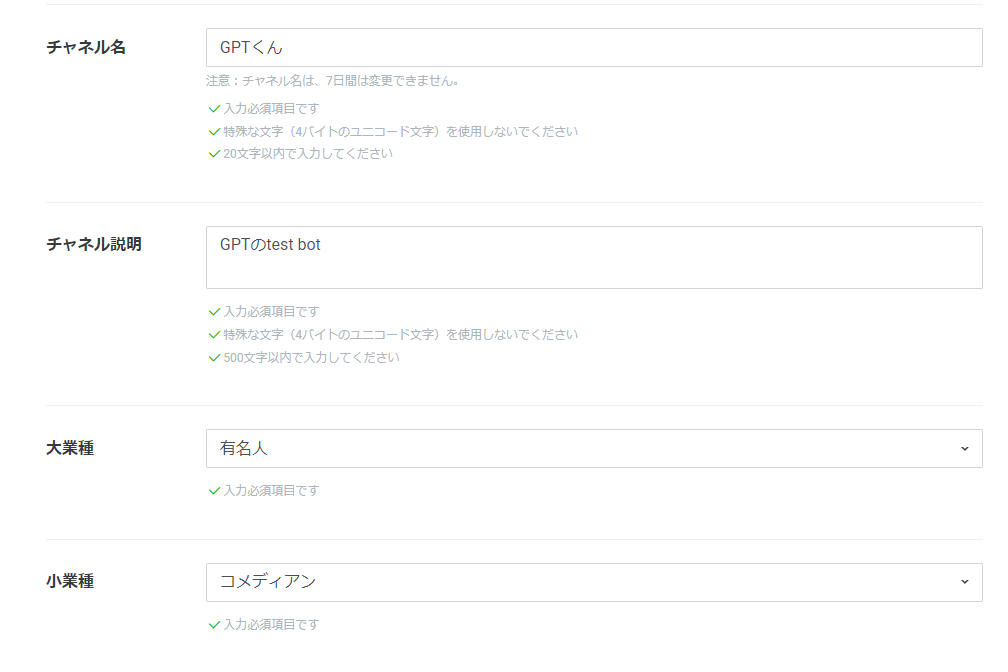 チャネル名
GPTくん
注意：チャネル名は、7日間は変更できません。
入力必須項目です
特殊な文字（4バイトのユニコード文字）を使用しないでください
20文字以内で入力してください
チャネル説明
GPTのtest bot
入力必須項目です
特殊な文字（4バイトのユニコード文字）を使用しないでください
500文字以内で入力してください
大業種
有名人
入力必須項目です
小業種
コメディアン
入力必須項目です